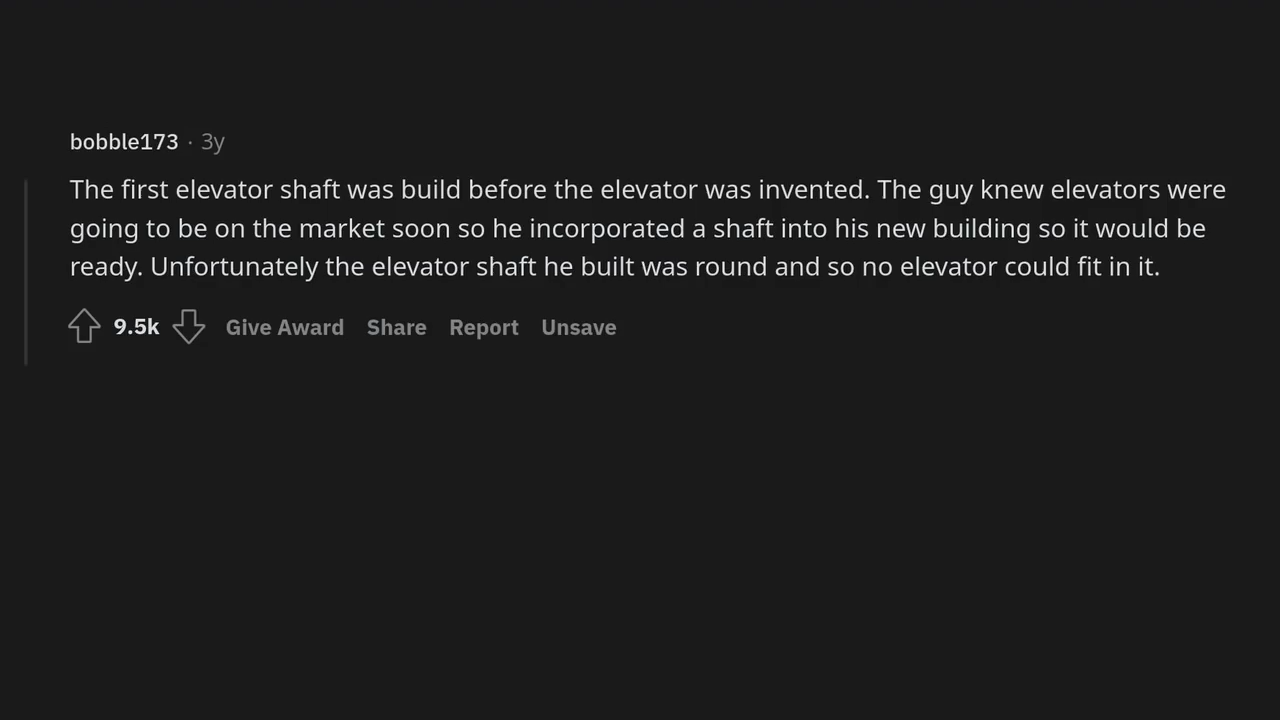 bobble173 · 3y
The first elevator shaft was build before the elevator was invented. The guy knew elevators were
going to be on the market soon so he incorporated a shaft into his new building so it would be
ready. Unfortunately the elevator shaft he built was round and so no elevator could fit in it.
9.5k Give Award Share Report Unsave